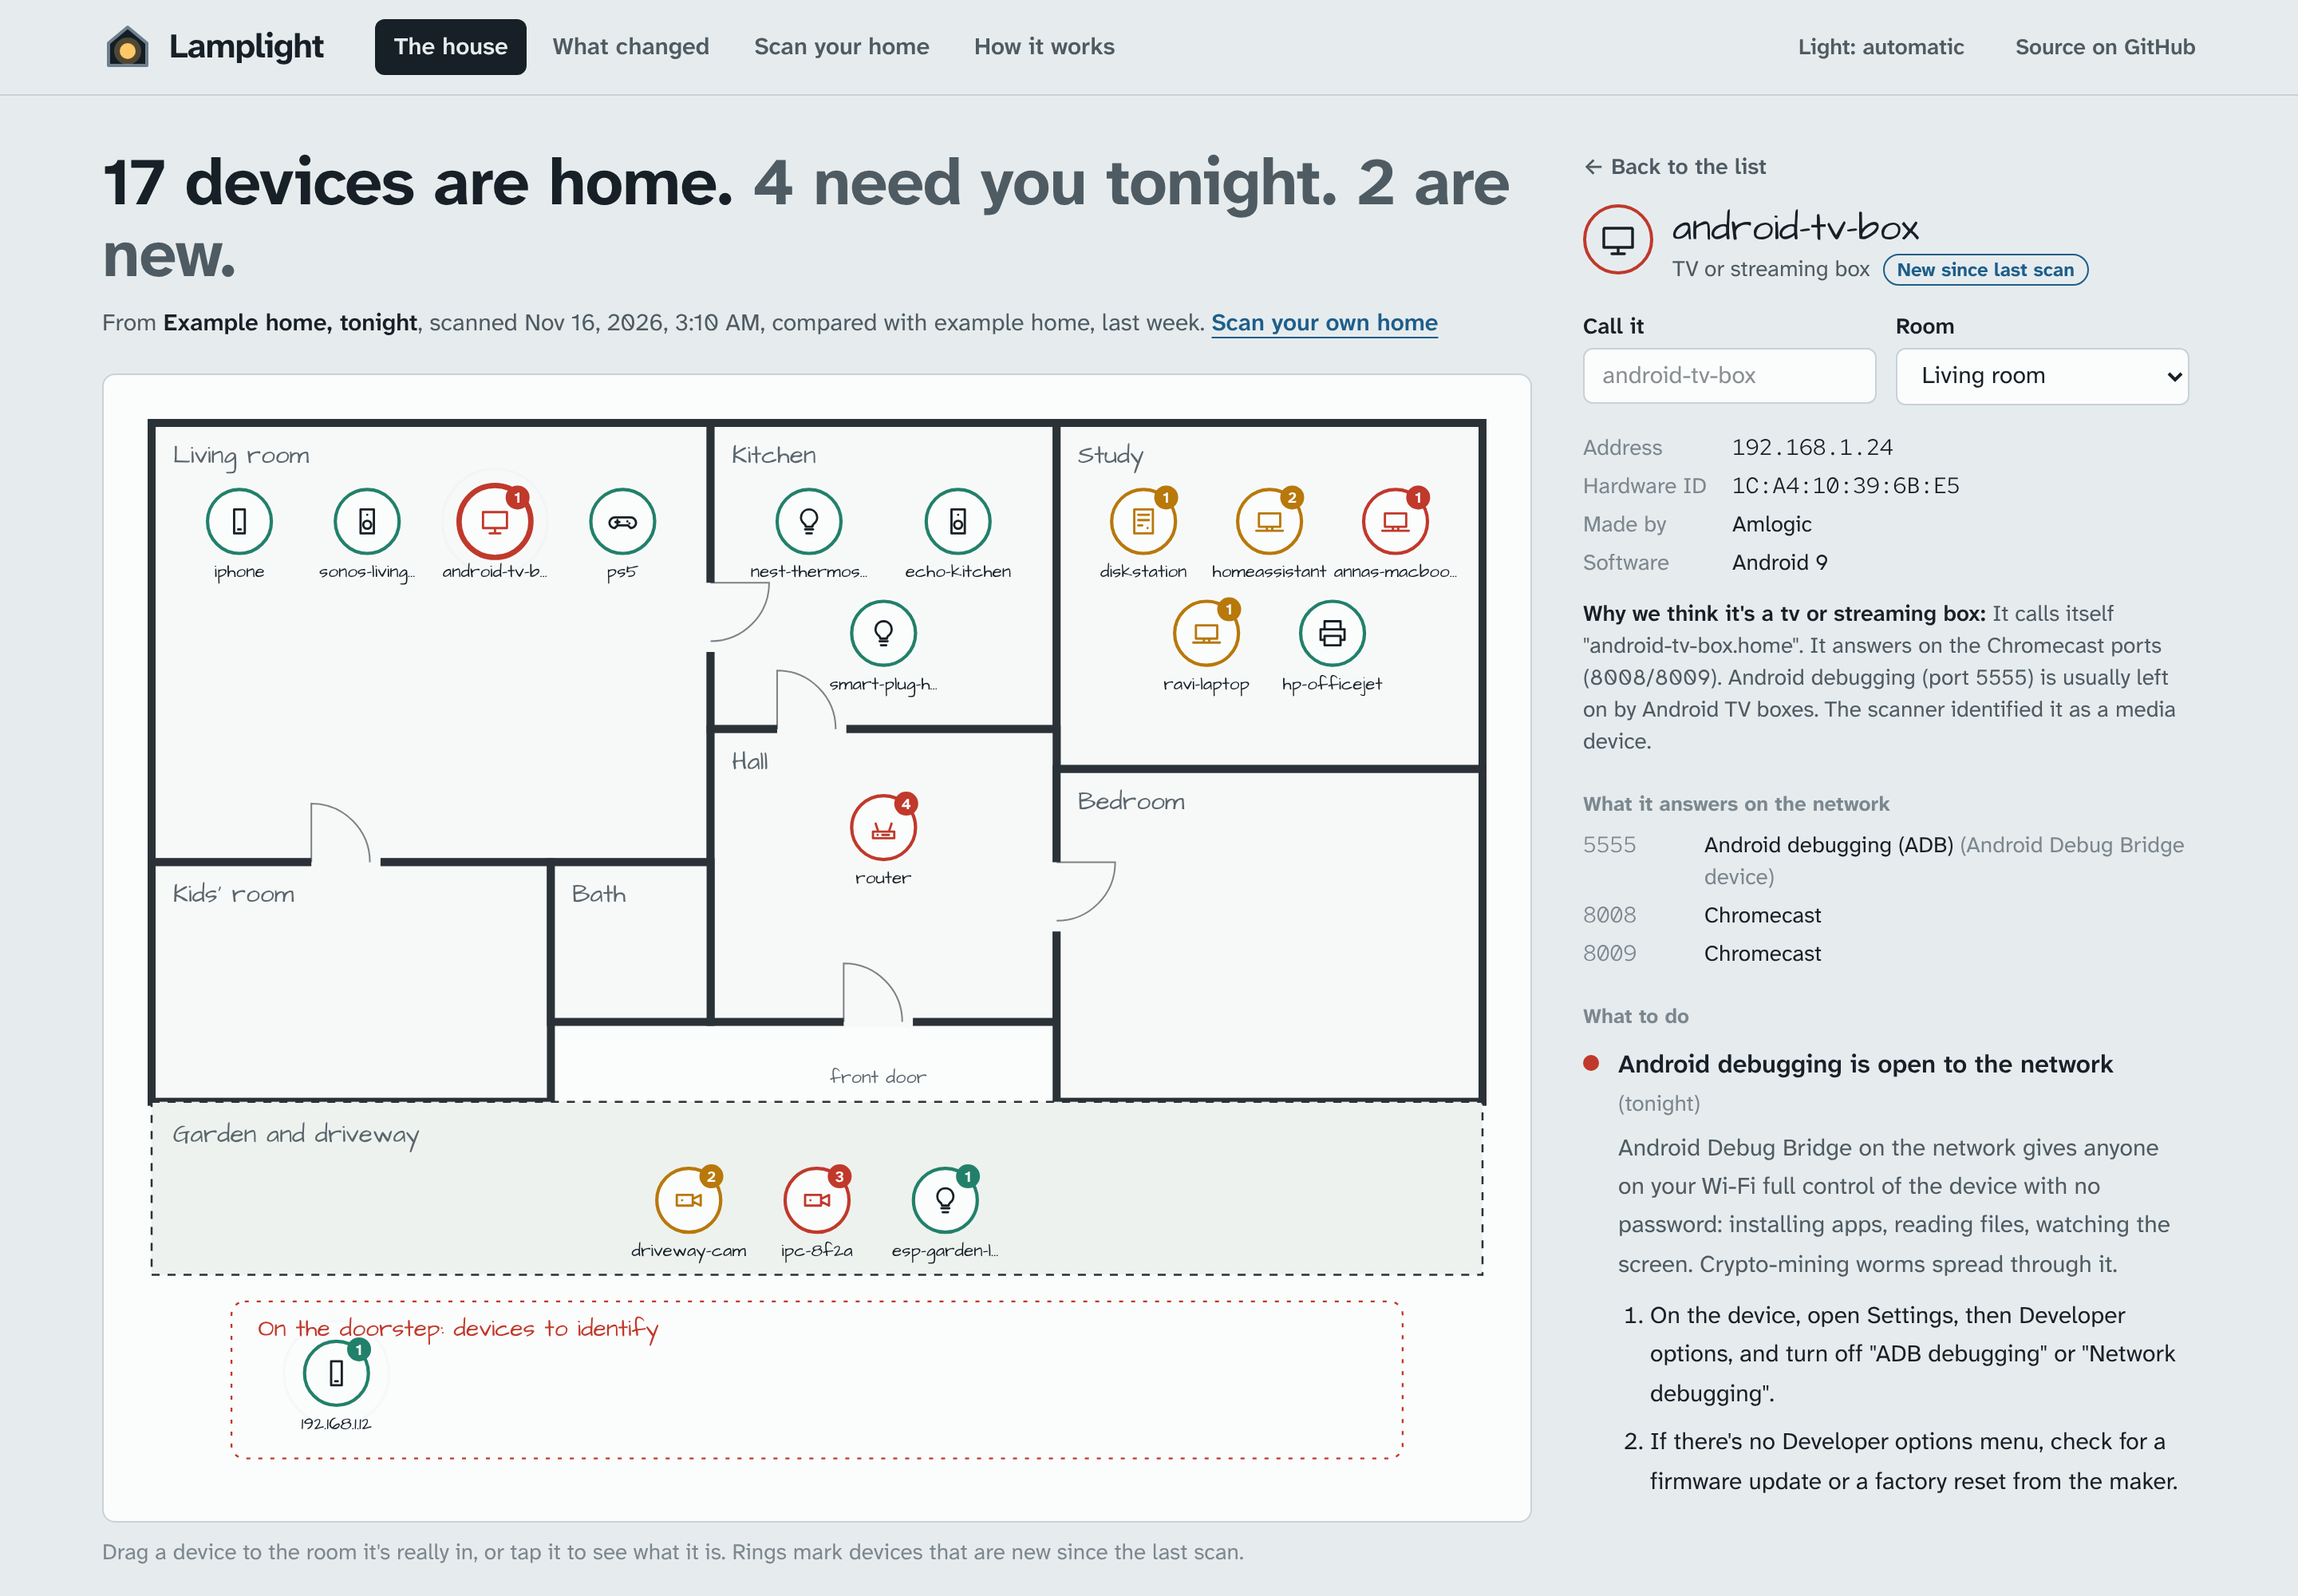 Lamplight
The house
What changed
Scan your home
How it works
Light: automatic
Source on GitHub
17 devices are home. 4 need you tonight. 2 are
new.
From Example home, tonight, scanned Nov 16, 2026, 3:10 AM, compared with example home, last week. Scan your own home
Living room
iphone
sonos-living...
1
android-tv-b...
ps5
Kitchen
nest-thermos...
echo-kitchen
smart-plug-h...
Study
1
diskstation
2
homeassistant
1
annas-macboo...
1
ravi-laptop
hp-officejet
Hall
4
router
Bedroom
Kids' room
Bath
front door
Garden and driveway
2
driveway-cam
3
ipc-8f2a
1
esp-garden-l...
On the doorstep: devices to identify
1
192.168.1.12
Drag a device to the room it's really in, or tap it to see what it is. Rings mark devices that are new since the last scan.
← Back to the list
android-tv-box
TV or streaming box
New since last scan
Call it
Room
android-tv-box
Living room
Address 192.168.1.24
Hardware ID 1C:A4:10:39:6B:E5
Made by Amlogic
Software Android 9
Why we think it's a tv or streaming box: It calls itself
"android-tv-box.home". It answers on the Chromecast ports
(8008/8009). Android debugging (port 5555) is usually left
on by Android TV boxes. The scanner identified it as a media
device.
What it answers on the network
5555 Android debugging (ADB) (Android Debug Bridge
device)
8008 Chromecast
8009 Chromecast
What to do
Android debugging is open to the network
(tonight)
Android Debug Bridge on the network gives anyone
on your Wi-Fi full control of the device with no
password: installing apps, reading files, watching the
screen. Crypto-mining worms spread through it.
1. On the device, open Settings, then Developer
options, and turn off "ADB debugging" or "Network
debugging".
2. If there's no Developer options menu, check for a
firmware update or a factory reset from the maker.